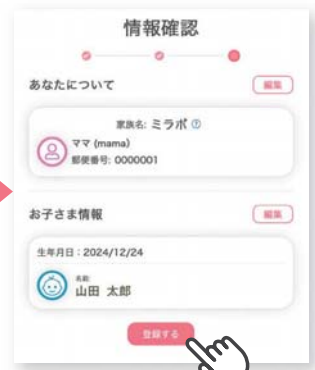 情報確認
あなたについて
編集
家族名: ミラボ ?
ママ (mama)
郵便番号: 0000001
お子さま情報
編集
生年月日：2024/12/24
名前
山田 太郎
登録する